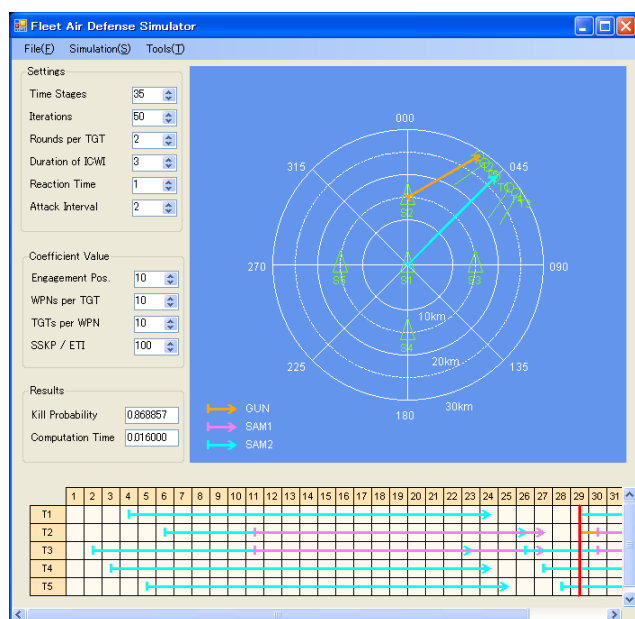 Fleet Air Defense Simulator
File(F) Simulation(S) Tools(T)
Settings
Time Stages 35
Iterations 50
Rounds per TGT 2
Duration of ICWI 3
Reaction Time 1
Attack Interval 2
Coefficient Value
Engagement Pos. 10
WPNs per TGT 10
TGTs per WPN 10
SSKP / ETI 100
Results
Kill Probability 0.868857
Computation Time 0.016000
000
315
045
S2
270
090
S5
S1
S3
10km
S4
225
20km
135
30km
180
GUN
SAM1
SAM2
1 2 3 4 5 6 7 8 9 10 11 12 13 14 15 16 17 18 19 20 21 22 23 24 25 26 27 28 29 30 31
T1
T2
T3
T4
T5